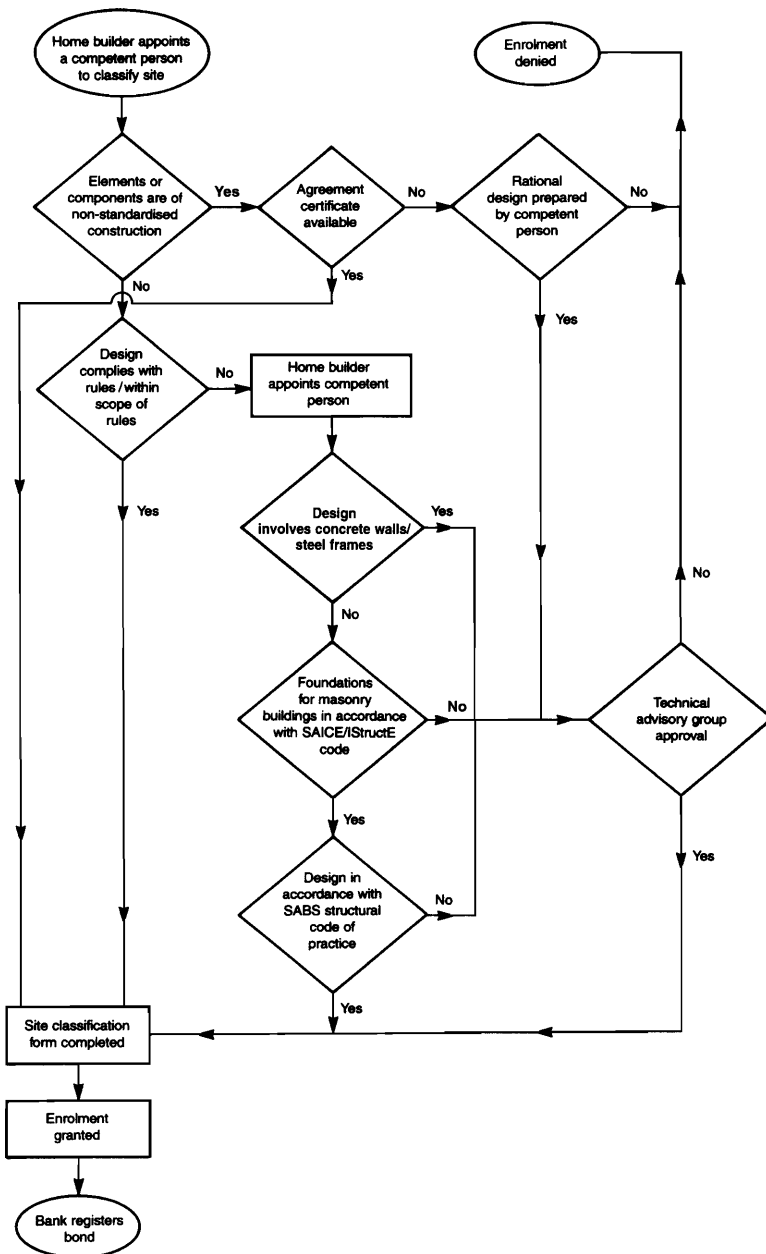 Home builder appoints
a competent person
to classify site
Enrolment
denied
Elements or
components are of
non-standardised
construction
Yes
Agreement
certificate
available
No
Rational
design prepared
by competent
person
No
No
Yes
Yes
Design
complies with
rules/within
scope of
rules
No
Home builder
appoints competent
person
Yes
Design
involves concrete walls/
steel frames
Yes
No
No
Foundations
for masonry
buildings in accordance
with SAICE/IStructE
code
No
Technical
advisory group
approval
Yes
Yes
Design in
accordance with
SABS structural
code of
practice
No
Yes
Site classification
form completed
Enrolment
granted
Bank registers
bond